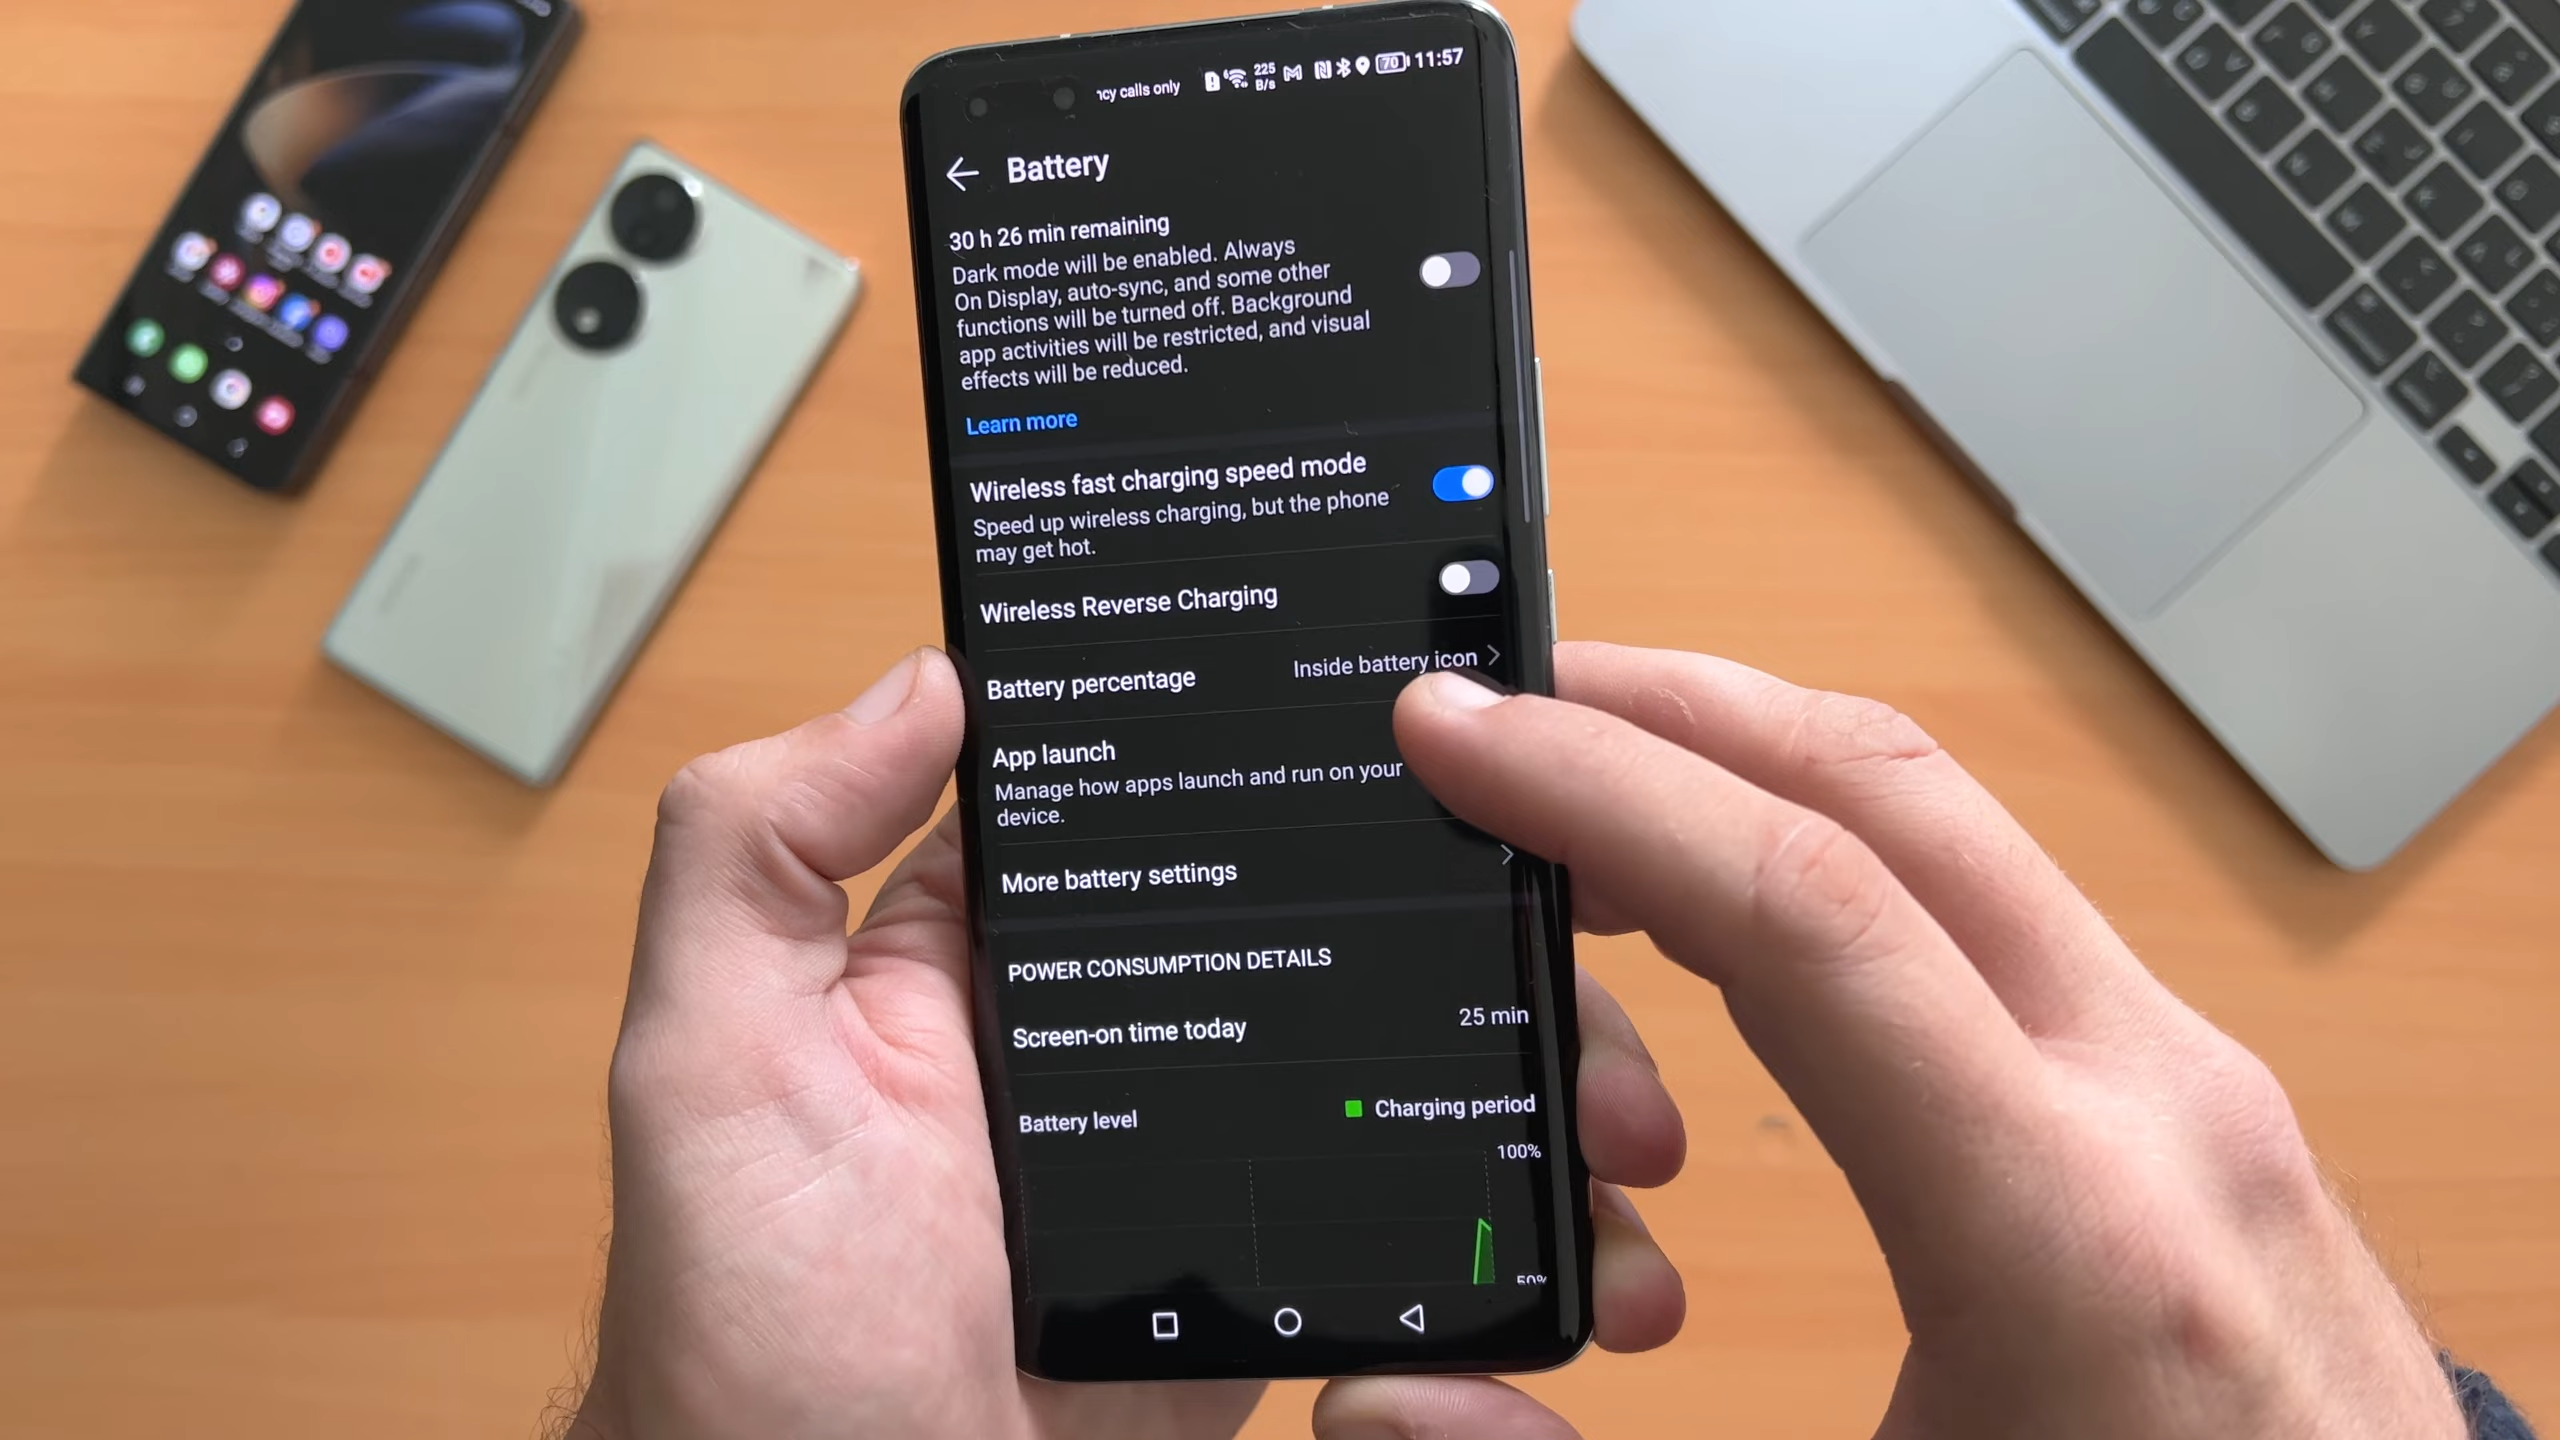 ncy calls only 225 B/s 70 11:57
Battery
30 h 26 min remaining
Dark mode will be enabled. Always
On Display, auto-sync, and some other
functions will be turned off. Background
app activities will be restricted, and visual
effects will be reduced.
Learn more
Wireless fast charging speed mode
Speed up wireless charging, but the phone
may get hot.
Wireless Reverse Charging
Battery percentage Inside battery icon
App launch
Manage how apps launch and run on your
device.
More battery settings
POWER CONSUMPTION DETAILS
Screen-on time today 25 min
Battery level Charging period
100%
50%